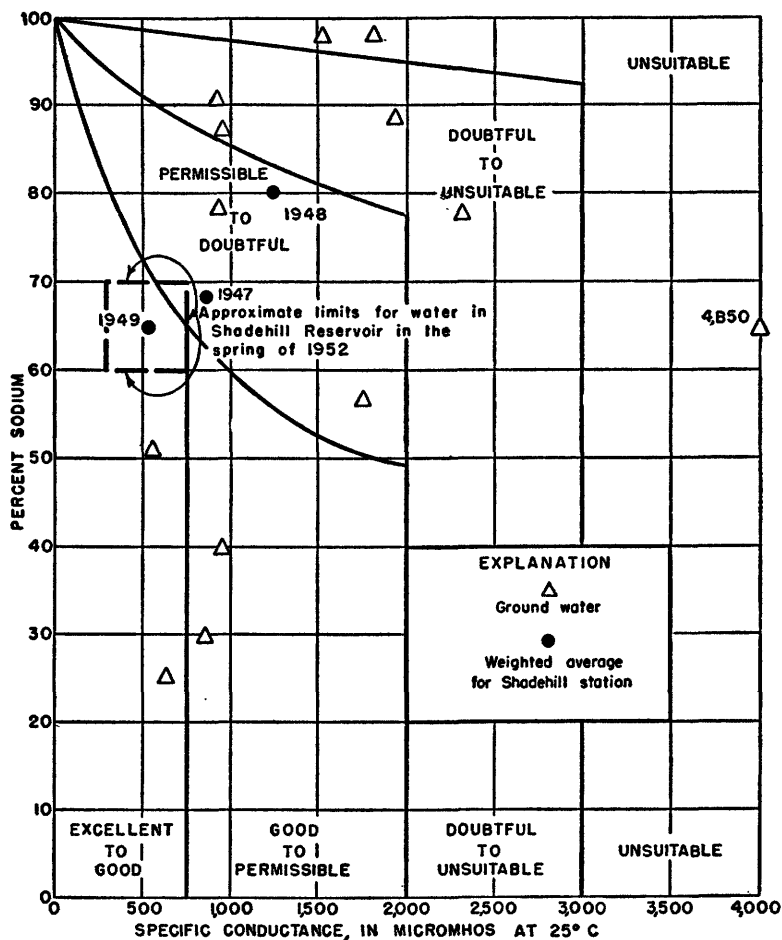 100
90
80
70
60
50
40
30
20
10
0
PERCENT SODIUM
UNSUITABLE
DOUBTFUL
TO
UNSUITABLE
PERMISSIBLE
TO
DOUBTFUL
1948
1947
1949
Approximate limits for water in
Shadehill Reservoir in the
spring of 1952
4,850
EXPLANATION
Ground water
Weighted average
for Shadehill station
EXCELLENT
TO
GOOD
GOOD
TO
PERMISSIBLE
DOUBTFUL
TO
UNSUITABLE
UNSUITABLE
0 500 1,000 1,500 2,000 2,500 3,000 3,500 4,000
SPECIFIC CONDUCTANCE, IN MICROMHOS AT 25° C